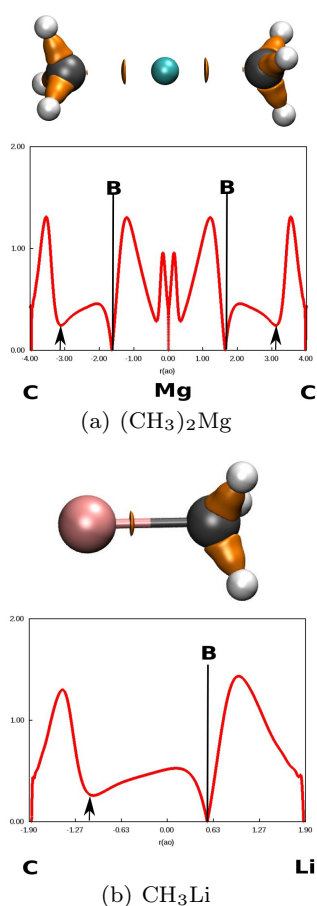 2.00
B B
1.00
0.00
-4.00 -3.00 -2.00 -1.00 0.00 1.00 2.00 3.00 4.00
r(ao)
C Mg C
(a) (CH₃)₂Mg
2.00
B
1.00
0.00
-1.90 -1.27 -0.63 0.00 0.63 1.27 1.90
r(ao)
C Li
(b) CH₃Li